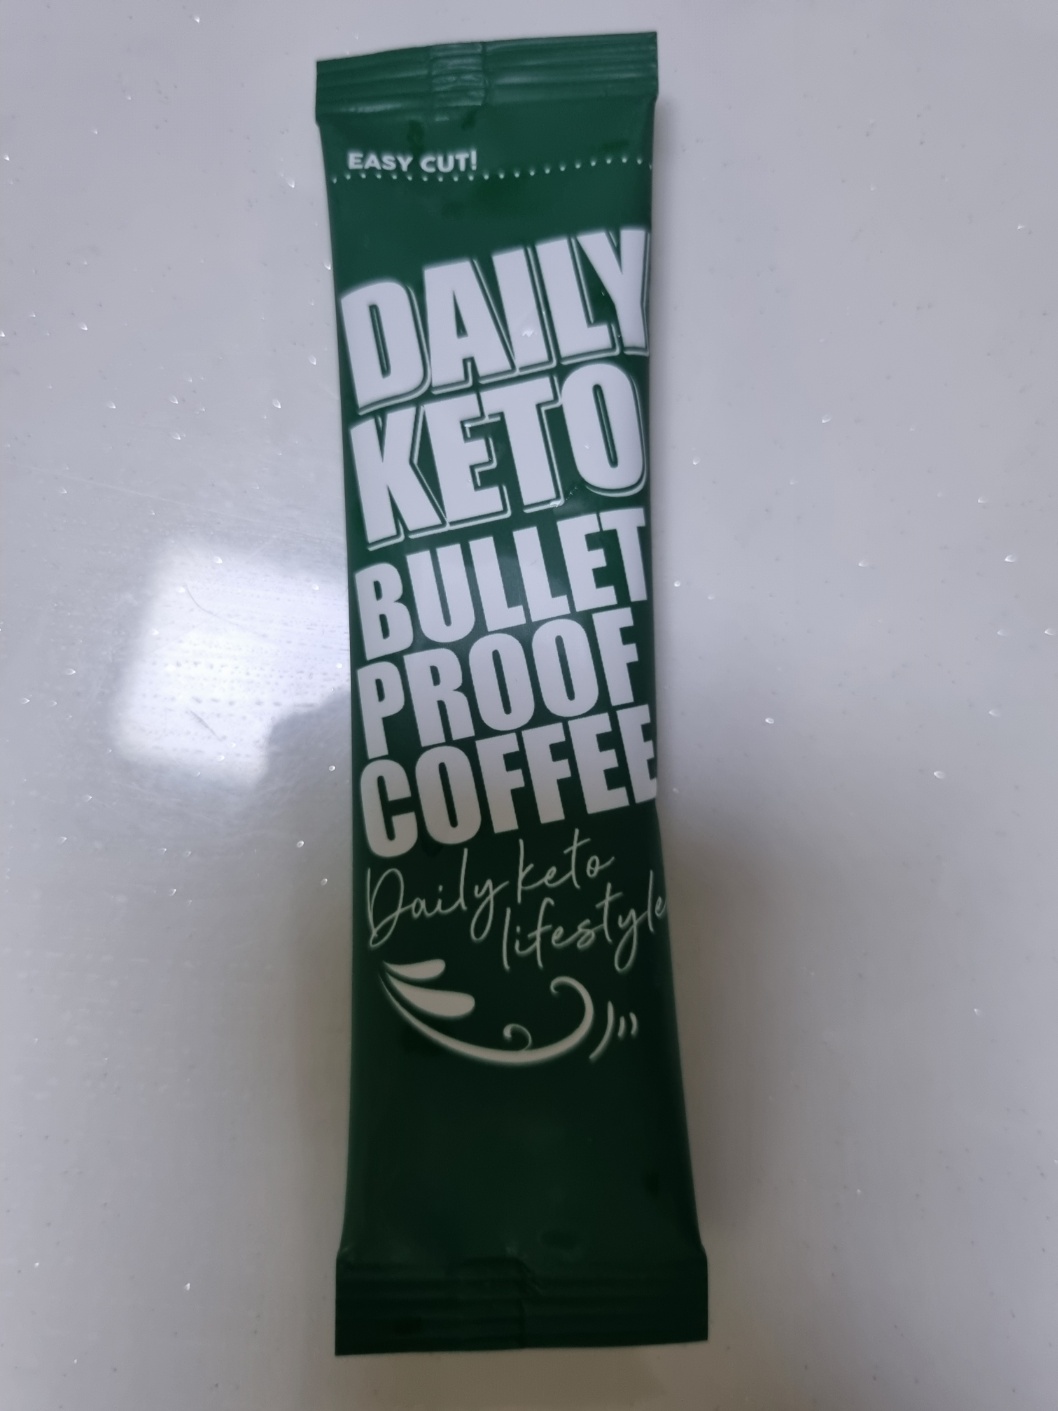 EASY CUT!
DAILY
KETO
BULLET
PROOF
COFFEE
Daily keto
lifestyle